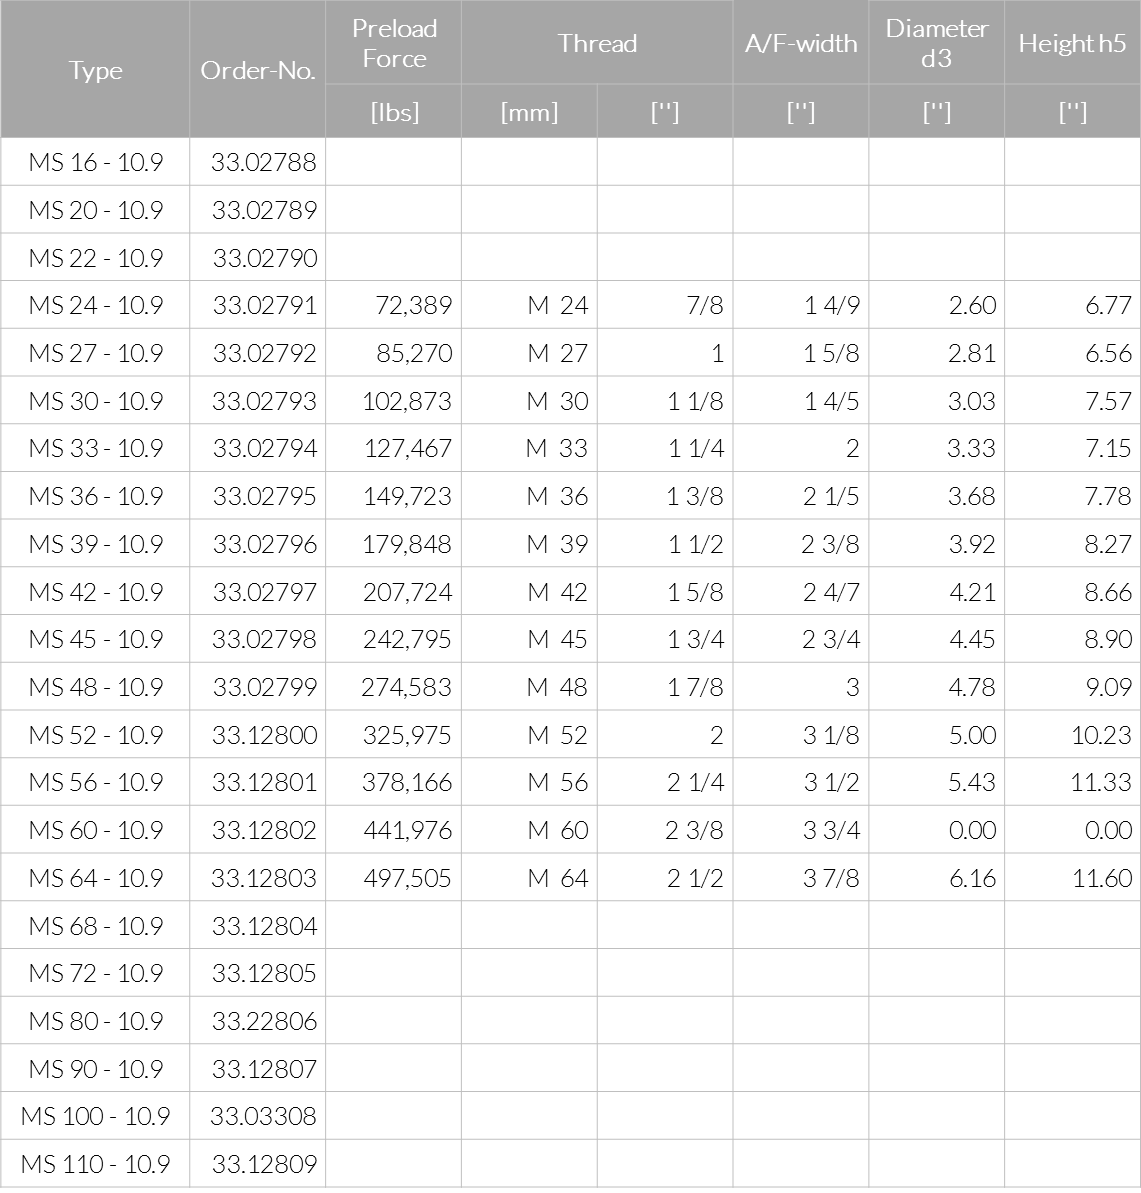 Type Order-No. Preload Force Thread A/F-width Diameter d3 Height h5
[lbs] [mm] [''] [''] [''] ['']
MS 16 - 10.9 33.02788
MS 20 - 10.9 33.02789
MS 22 - 10.9 33.02790
MS 24 - 10.9 33.02791 72,389 M 24 7/8 1 4/9 2.60 6.77
MS 27 - 10.9 33.02792 85,270 M 27 1 1 5/8 2.81 6.56
MS 30 - 10.9 33.02793 102,873 M 30 1 1/8 1 4/5 3.03 7.57
MS 33 - 10.9 33.02794 127,467 M 33 1 1/4 2 3.33 7.15
MS 36 - 10.9 33.02795 149,723 M 36 1 3/8 2 1/5 3.68 7.78
MS 39 - 10.9 33.02796 179,848 M 39 1 1/2 2 3/8 3.92 8.27
MS 42 - 10.9 33.02797 207,724 M 42 1 5/8 2 4/7 4.21 8.66
MS 45 - 10.9 33.02798 242,795 M 45 1 3/4 2 3/4 4.45 8.90
MS 48 - 10.9 33.02799 274,583 M 48 1 7/8 3 4.78 9.09
MS 52 - 10.9 33.12800 325,975 M 52 2 3 1/8 5.00 10.23
MS 56 - 10.9 33.12801 378,166 M 56 2 1/4 3 1/2 5.43 11.33
MS 60 - 10.9 33.12802 441,976 M 60 2 3/8 3 3/4 0.00 0.00
MS 64 - 10.9 33.12803 497,505 M 64 2 1/2 3 7/8 6.16 11.60
MS 68 - 10.9 33.12804
MS 72 - 10.9 33.12805
MS 80 - 10.9 33.22806
MS 90 - 10.9 33.12807
MS 100 - 10.9 33.03308
MS 110 - 10.9 33.12809